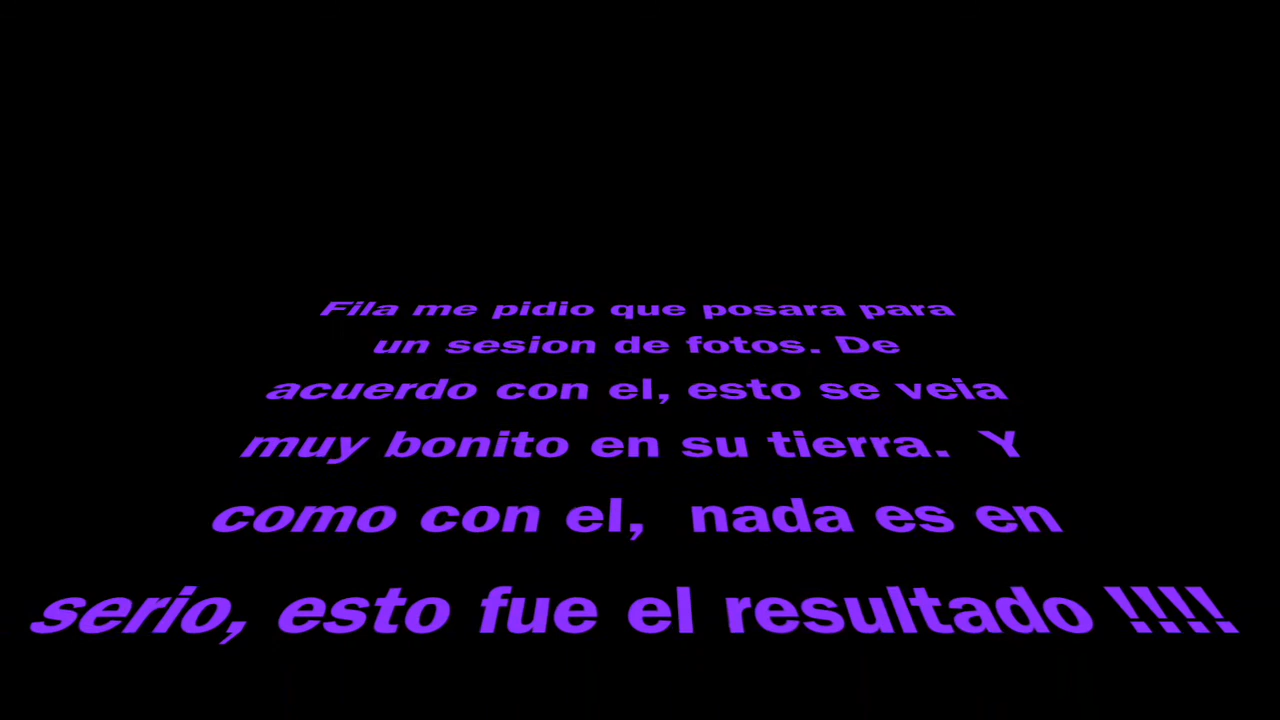 Fila me pidio que posara para
un sesion de fotos. De
acuerdo con el, esto se veia
muy bonito en su tierra.  Y
como con el,  nada es en
serio, esto fue el resultado !!!!